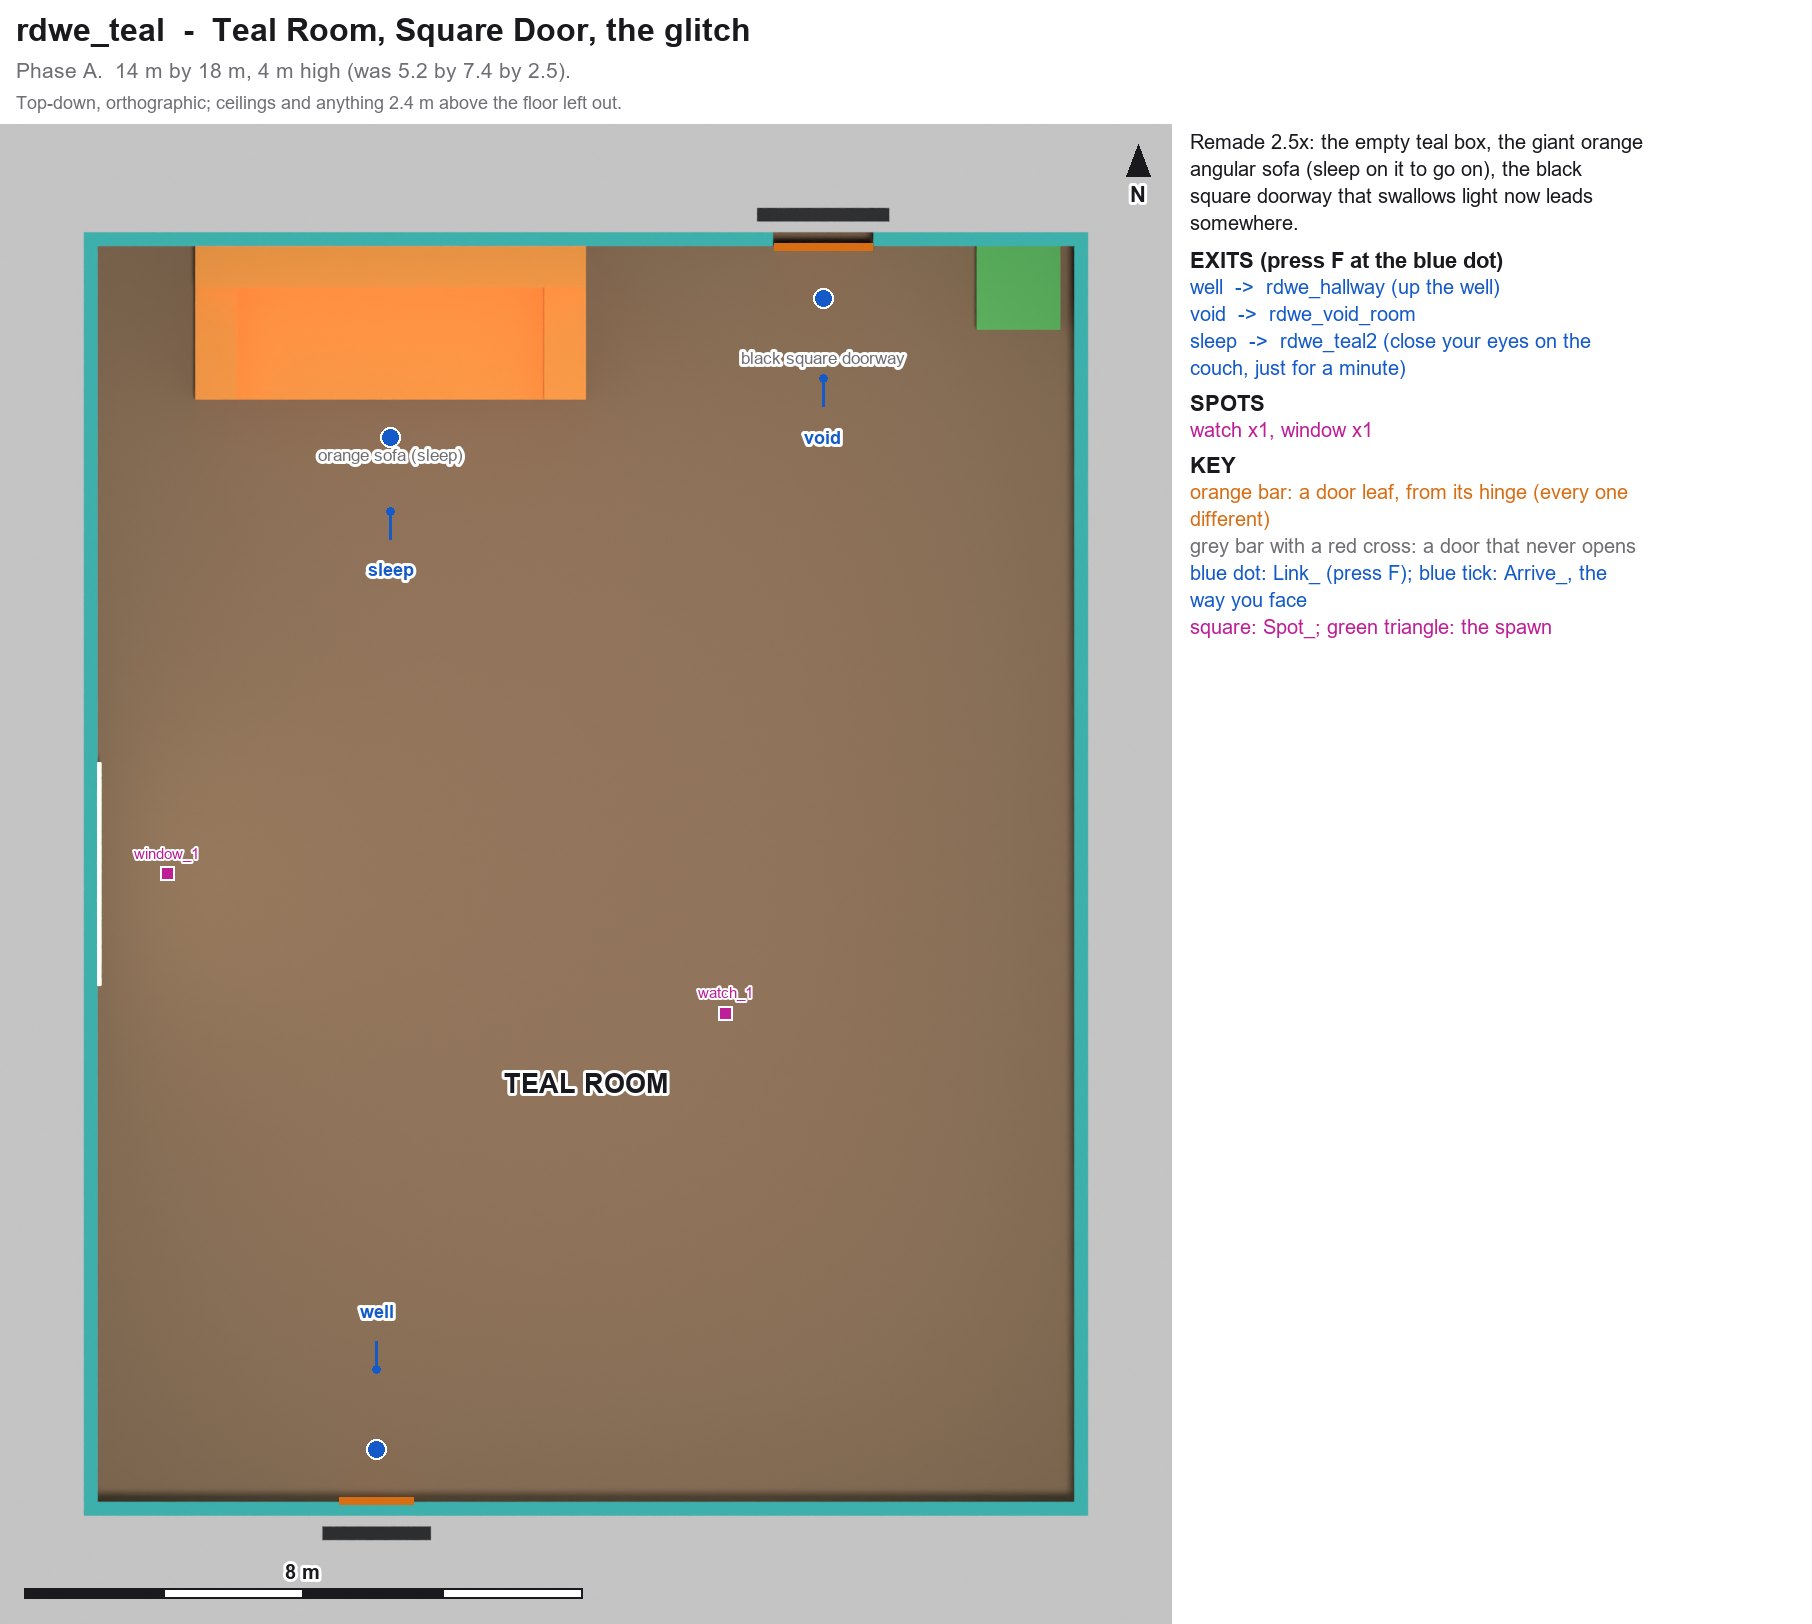 rdwe_teal - Teal Room, Square Door, the glitch
Phase A. 14 m by 18 m, 4 m high (was 5.2 by 7.4 by 2.5).
Top-down, orthographic; ceilings and anything 2.4 m above the floor left out.
N
black square doorway
void
orange sofa (sleep)
sleep
window_1
watch_1
TEAL ROOM
well
8 m
Remade 2.5x: the empty teal box, the giant orange
angular sofa (sleep on it to go on), the black
square doorway that swallows light now leads
somewhere.
EXITS (press F at the blue dot)
well -> rdwe_hallway (up the well)
void -> rdwe_void_room
sleep -> rdwe_teal2 (close your eyes on the
couch, just for a minute)
SPOTS
watch x1, window x1
KEY
orange bar: a door leaf, from its hinge (every one
different)
grey bar with a red cross: a door that never opens
blue dot: Link_ (press F); blue tick: Arrive_, the
way you face
square: Spot_; green triangle: the spawn